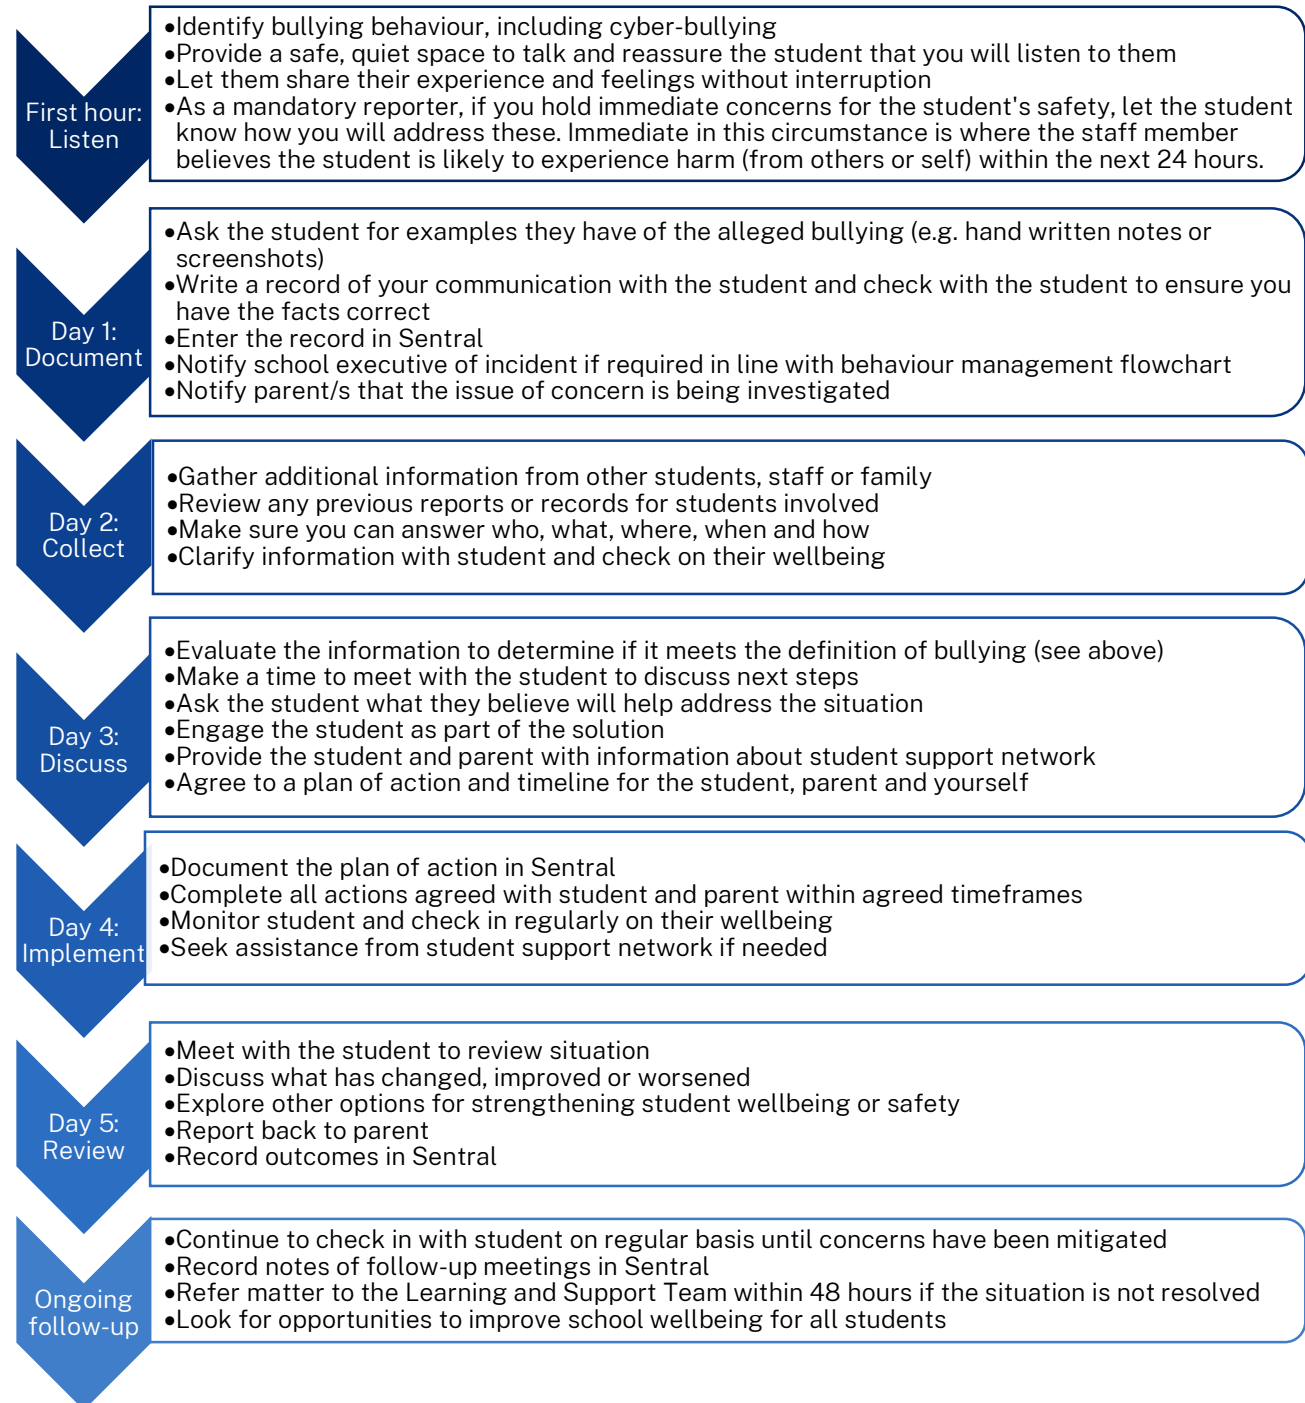 First hour:
Listen
•Identify bullying behaviour, including cyber-bullying
•Provide a safe, quiet space to talk and reassure the student that you will listen to them
•Let them share their experience and feelings without interruption
•As a mandatory reporter, if you hold immediate concerns for the student's safety, let the student
know how you will address these. Immediate in this circumstance is where the staff member
believes the student is likely to experience harm (from others or self) within the next 24 hours.
Day 1:
Document
•Ask the student for examples they have of the alleged bullying (e.g. hand written notes or
screenshots)
•Write a record of your communication with the student and check with the student to ensure you
have the facts correct
•Enter the record in Sentral
•Notify school executive of incident if required in line with behaviour management flowchart
•Notify parent/s that the issue of concern is being investigated
Day 2:
Collect
•Gather additional information from other students, staff or family
•Review any previous reports or records for students involved
•Make sure you can answer who, what, where, when and how
•Clarify information with student and check on their wellbeing
Day 3:
Discuss
•Evaluate the information to determine if it meets the definition of bullying (see above)
•Make a time to meet with the student to discuss next steps
•Ask the student what they believe will help address the situation
•Engage the student as part of the solution
•Provide the student and parent with information about student support network
•Agree to a plan of action and timeline for the student, parent and yourself
Day 4:
Implement
•Document the plan of action in Sentral
•Complete all actions agreed with student and parent within agreed timeframes
•Monitor student and check in regularly on their wellbeing
•Seek assistance from student support network if needed
Day 5:
Review
•Meet with the student to review situation
•Discuss what has changed, improved or worsened
•Explore other options for strengthening student wellbeing or safety
•Report back to parent
•Record outcomes in Sentral
Ongoing
follow-up
•Continue to check in with student on regular basis until concerns have been mitigated
•Record notes of follow-up meetings in Sentral
•Refer matter to the Learning and Support Team within 48 hours if the situation is not resolved
•Look for opportunities to improve school wellbeing for all students